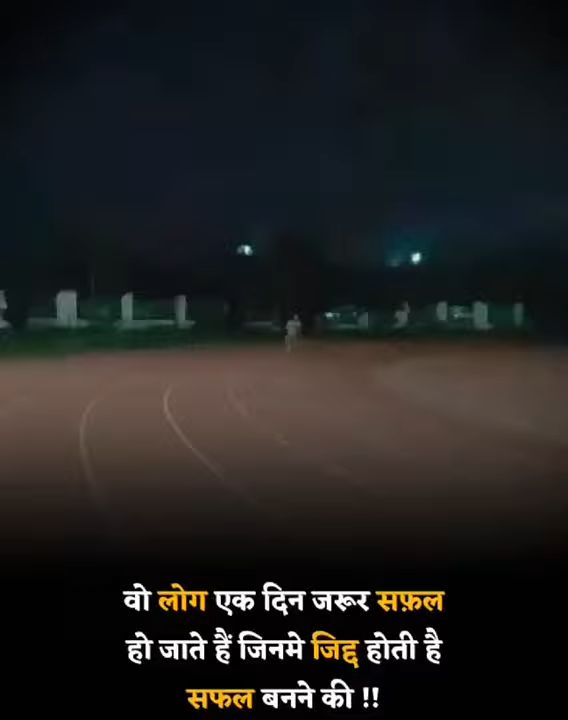 वो लोग एक दिन जरूर सफ़ल
हो जाते हैं जिनमे जिद्द होती है
सफल बनने की !!